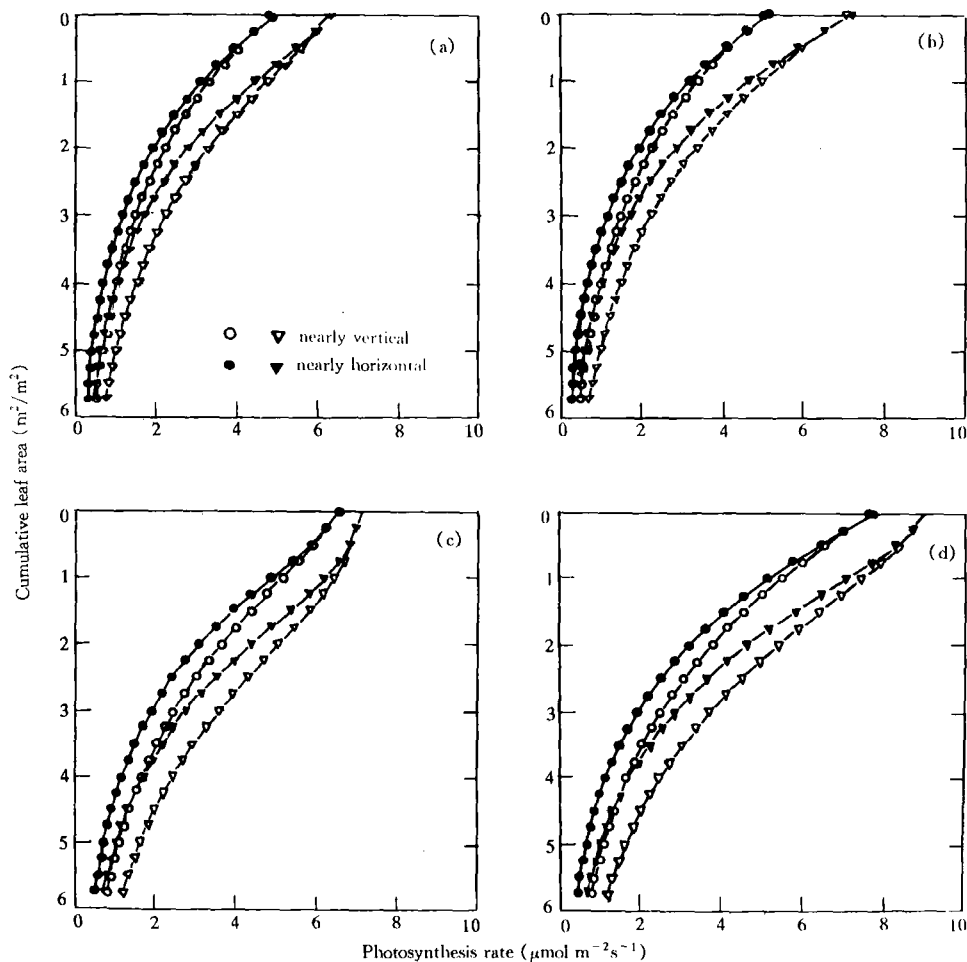 (a)
0
1
2
3
4
5
6
nearly vertical
nearly horizontal
0 2 4 6 8 10
(b)
0
1
2
3
4
5
6
0 2 4 6 8 10
Cumulative leaf area (m²/m²)
(c)
0
1
2
3
4
5
6
0 2 4 6 8 10
(d)
0
1
2
3
4
5
6
0 2 4 6 8 10
Photosynthesis rate (μmol m⁻²s⁻¹)